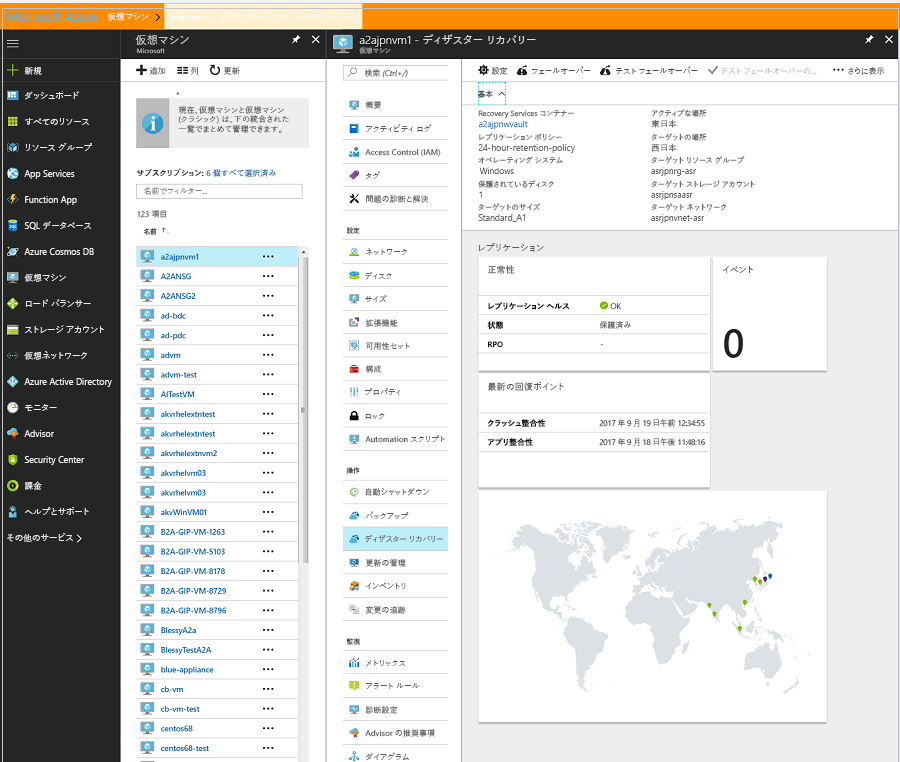 Microsoft Azure 仮想マシン > a2ajpnvm1 - ディザスター リカバリー (プレビュー)
新規
ダッシュボード
すべてのリソース
リソース グループ
App Services
Function App
SQL データベース
Azure Cosmos DB
仮想マシン
ロード バランサー
ストレージ アカウント
仮想ネットワーク
Azure Active Directory
モニター
Advisor
Security Center
課金
ヘルプとサポート
その他のサービス >
仮想マシン
Microsoft
追加 列 更新
現在、仮想マシンと仮想マシン
(クラシック) は、下の統合された
一覧でまとめて管理できます。
サブスクリプション: 6 個すべて選択済み
名前でフィルター...
123 項目
名前
a2ajpnvm1
A2ANSG
A2ANSG2
ad-bdc
ad-pdc
advm
advm-test
AITestVM
akvrhelextntest
akvrhelextntest
akvrhelextnvm2
akvrhelvm03
akvrhelvm03
akvWinVM01
B2A-GIP-VM-1263
B2A-GIP-VM-5103
B2A-GIP-VM-8178
B2A-GIP-VM-8729
B2A-GIP-VM-8796
BlessyA2a
BlessyTestA2A
blue-appliance
cb-vm
cb-vm-test
centos68
centos68-test
a2ajpnvm1 - ディザスター リカバリー
仮想マシン
検索 (Ctrl+/)
概要
アクティビティ ログ
Access Control (IAM)
タグ
問題の診断と解決
設定
ネットワーク
ディスク
サイズ
拡張機能
可用性セット
構成
プロパティ
ロック
Automation スクリプト
操作
自動シャットダウン
バックアップ
ディザスター リカバリー
更新の管理
インベントリ
変更の追跡
監視
メトリックス
アラート ルール
診断設定
Advisor の推奨事項
ダイアグラム
設定 フェールオーバー テスト フェールオーバー テスト フェールオーバーの... さらに表示
基本
Recovery Services コンテナー
a2ajpnwvault
レプリケーション ポリシー
24-hour-retention-policy
オペレーティング システム
Windows
保護されているディスク
1
ターゲットのサイズ
Standard_A1
アクティブな場所
東日本
ターゲットの場所
西日本
ターゲット リソース グループ
asrjpnrg-asr
ターゲット ストレージ アカウント
asrjpnsaasr
ターゲット ネットワーク
asrjpnvnet-asr
レプリケーション
正常性
レプリケーション ヘルス OK
状態 保護済み
RPO -
イベント
0
最新の回復ポイント
クラッシュ整合性 2017 年 9 月 19 日午前 12:34:55
アプリ整合性 2017 年 9 月 18 日午後 11:48:16